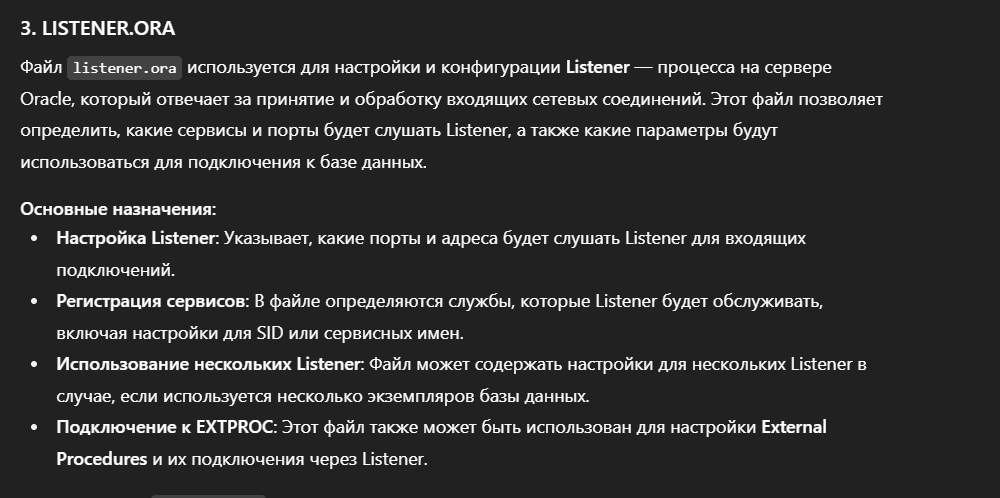 3. LISTENER.ORA
Файл listener.ora используется для настройки и конфигурации Listener — процесса на сервере
Oracle, который отвечает за принятие и обработку входящих сетевых соединений. Этот файл позволяет
определить, какие сервисы и порты будет слушать Listener, а также какие параметры будут
использоваться для подключения к базе данных.
Основные назначения:
• Настройка Listener: Указывает, какие порты и адреса будет слушать Listener для входящих
подключений.
• Регистрация сервисов: В файле определяются службы, которые Listener будет обслуживать,
включая настройки для SID или сервисных имен.
• Использование нескольких Listener: Файл может содержать настройки для нескольких Listener в
случае, если используется несколько экземпляров базы данных.
• Подключение к EXTPROC: Этот файл также может быть использован для настройки External
Procedures и их подключения через Listener.